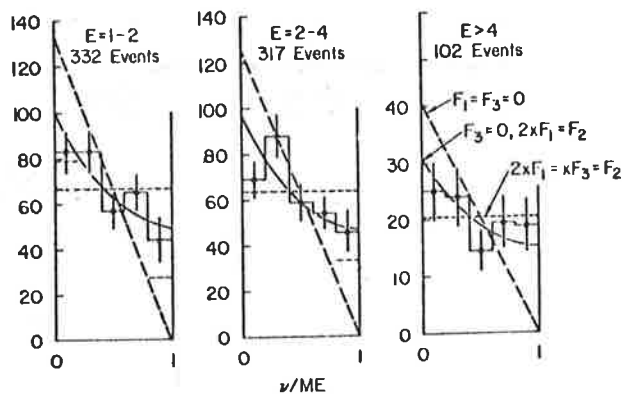 E=1-2
332 Events
E=2-4
317 Events
E>4
102 Events
140
120
100
80
60
40
20
0
140
120
100
80
60
40
20
0
40
30
20
10
0
F₁=F₃=0
F₃=0, 2xF₁=F₂
2xF₁=xF₃=F₂
0 1
0 1
0 1
ν/ME